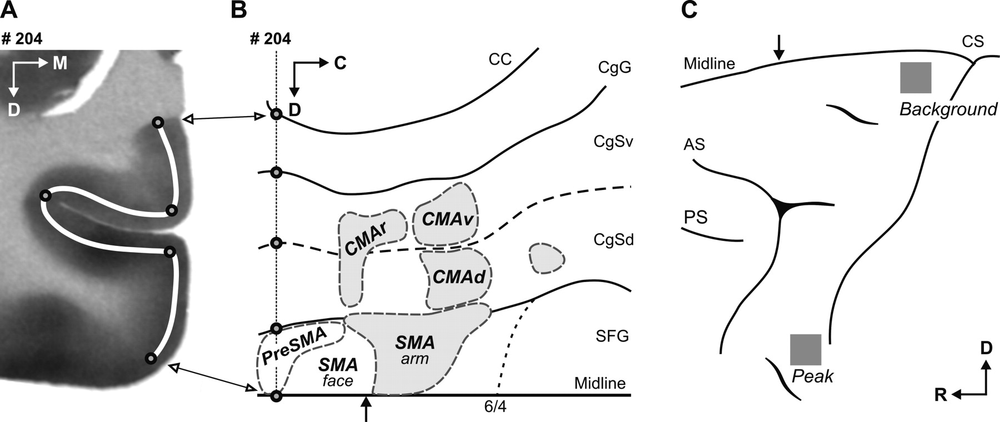 A
# 204
M
D
B
# 204
C
D
CC
CgG
CgSv
CMAr
CMAv
CgSd
CMAd
PreSMA
SMA
face
SMA
arm
SFG
Midline
6/4
C
CS
Midline
Background
AS
PS
Peak
D
R